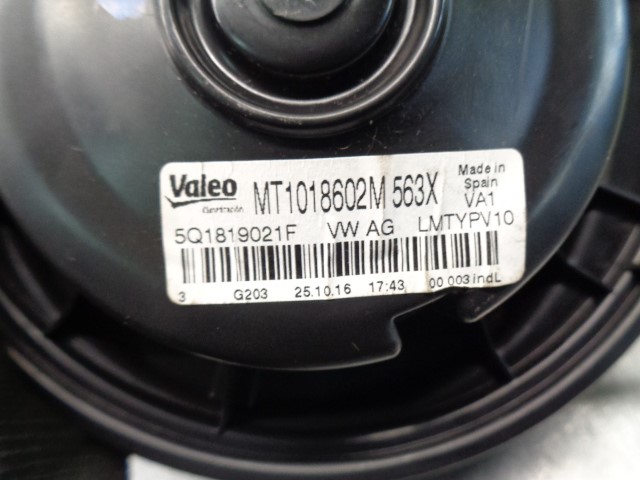 Valeo MT1018602M 563X Made in Spain VA1
5Q1819021F VW AG LMTYPV10
3 G203 25.10.16 17:43 00 003 indL